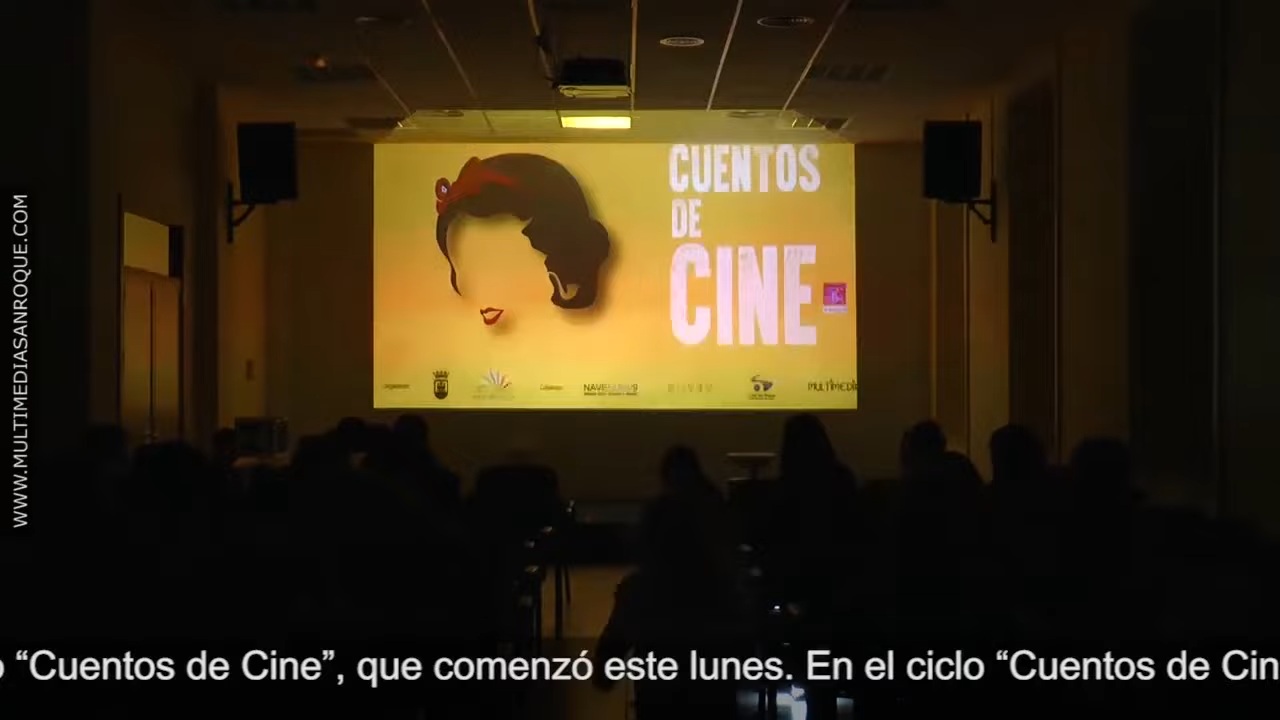 CUENTOS
DE
CINE
MULTIMEDIA
WWW.MULTIMEDIASANROQUE.COM
“Cuentos de Cine”, que comenzó este lunes. En el ciclo “Cuentos de Cin